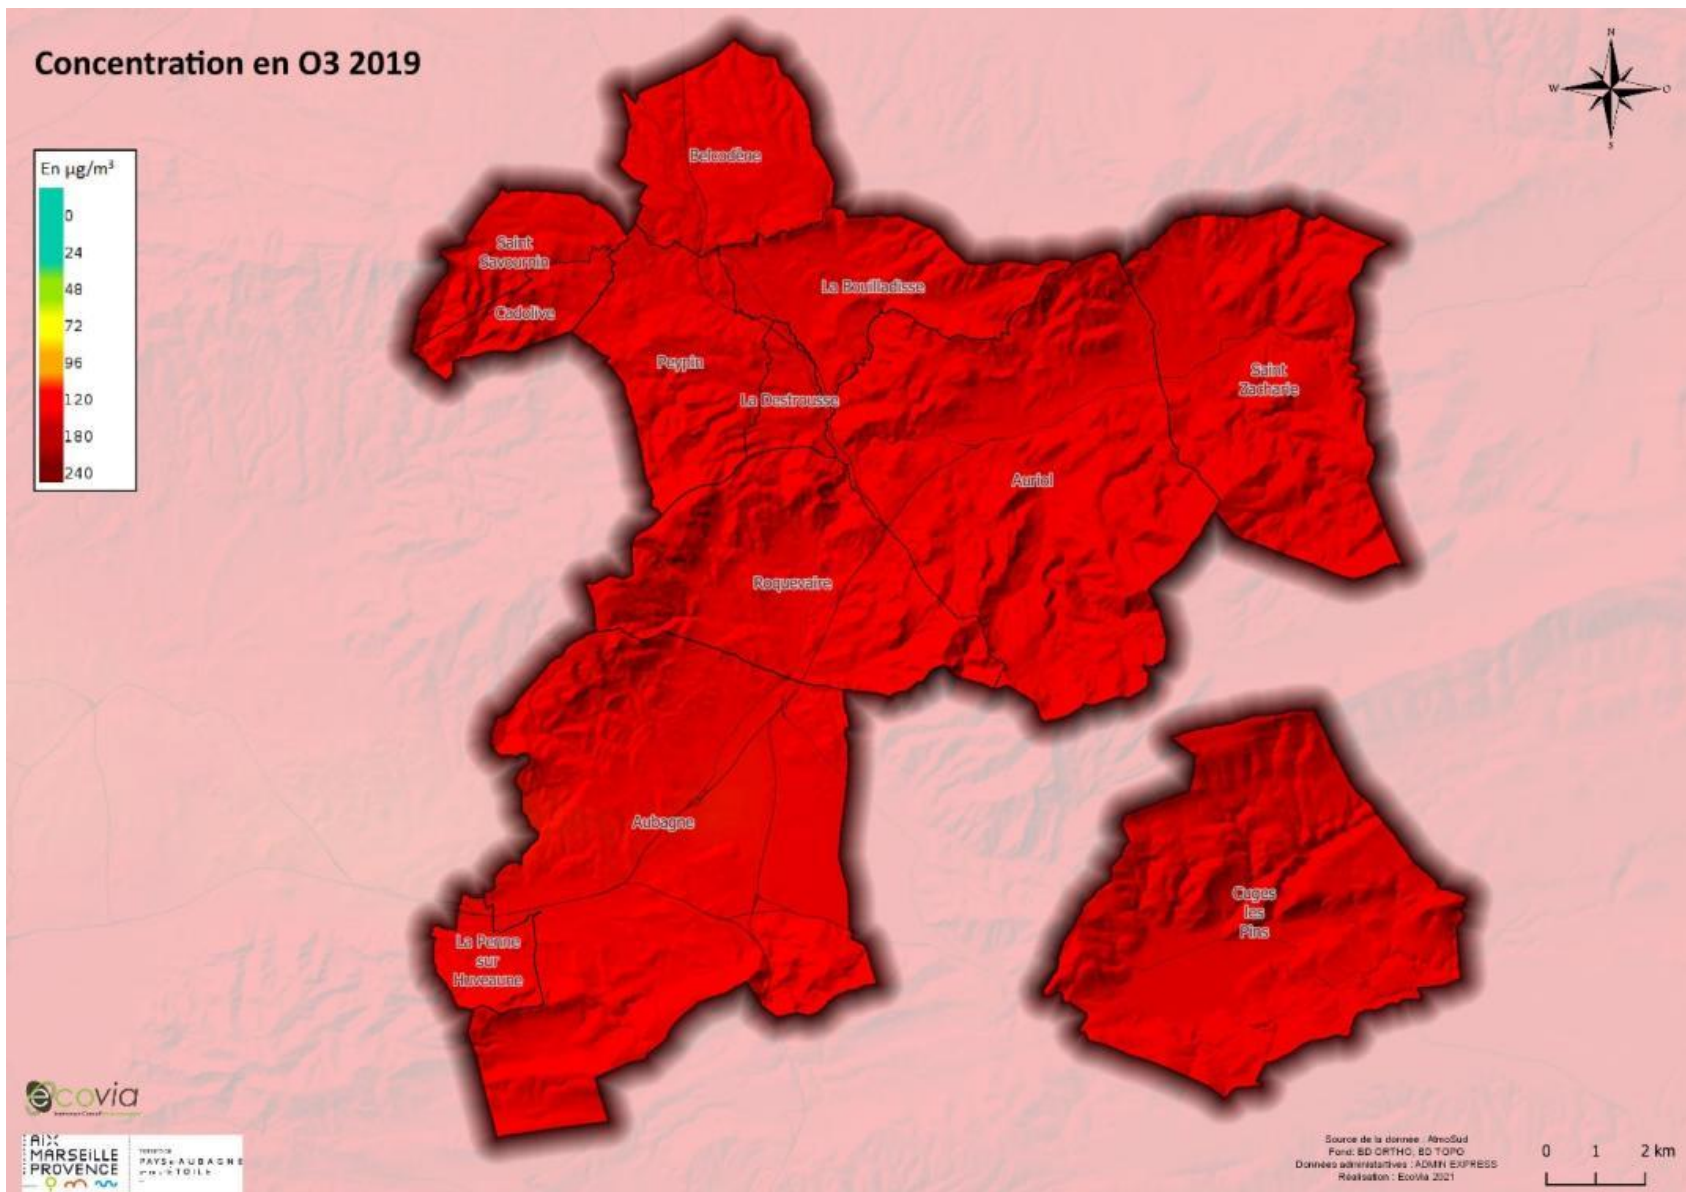 Concentration en O3 2019
N
W
O
S
En µg/m³
0
24
48
72
96
120
180
240
Belcodène
Saint
Savournin
Cadolive
La Bouilladisse
Peypin
La Destrousse
Saint
Zacharie
Auriol
Roquevaire
Aubagne
Cuges
les
Pins
La Penne
sur
Huveaune
ecovia
AIX
MARSEILLE
PROVENCE
PAYS D'AUBAGNE
Source de la donnée : AtmoSud
Fond: BD ORTHO, BD TOPO
Données administartives : ADMIN EXPRESS
Réalisation : EcoVia 2021
0 1 2 km